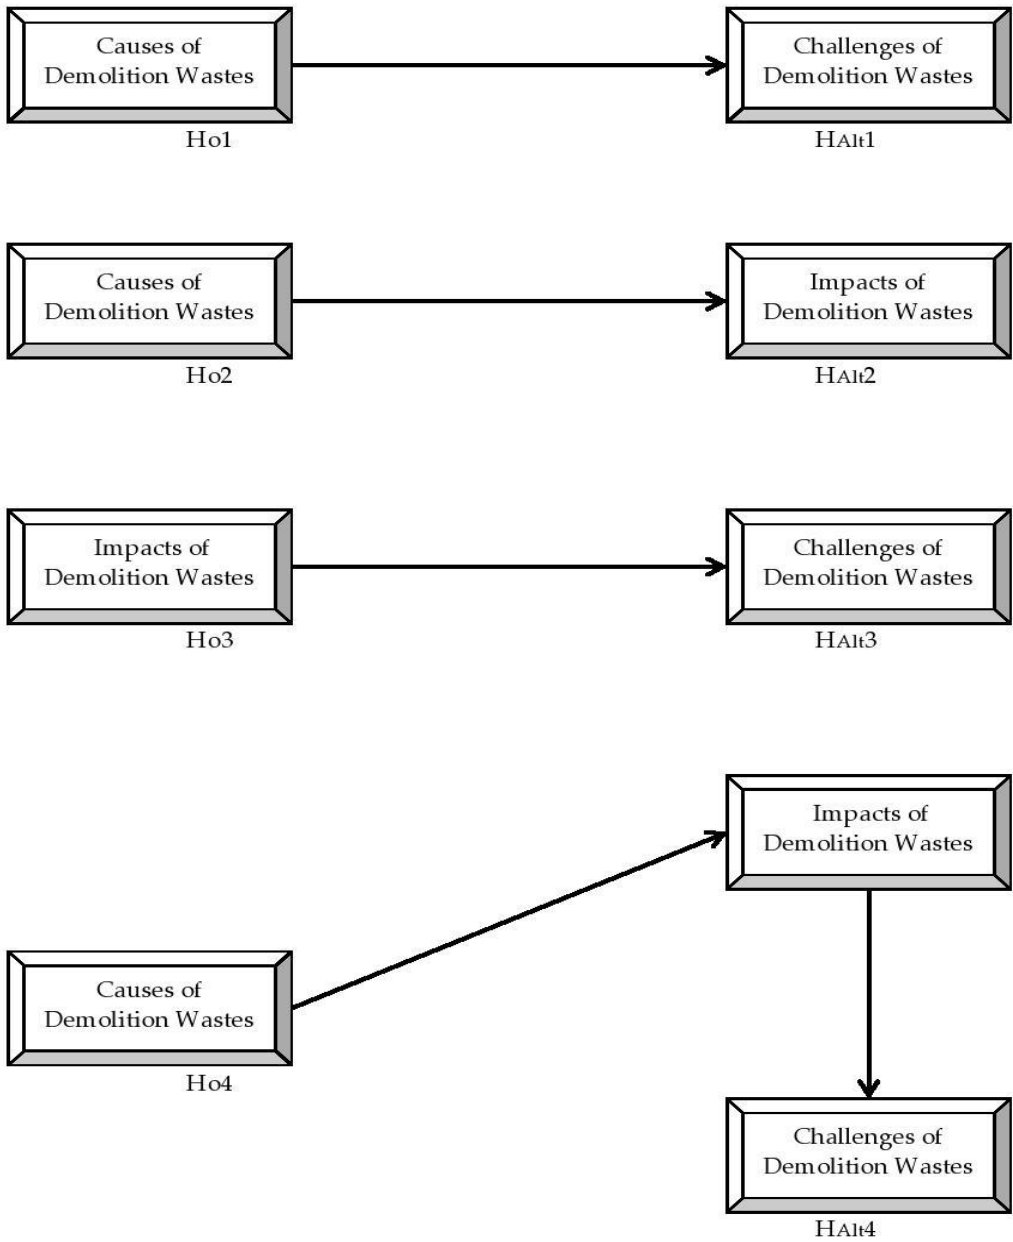 Causes of
Demolition Wastes
Challenges of
Demolition Wastes
Ho1
HAlt1
Causes of
Demolition Wastes
Impacts of
Demolition Wastes
Ho2
HAlt2
Impacts of
Demolition Wastes
Challenges of
Demolition Wastes
Ho3
HAlt3
Impacts of
Demolition Wastes
Causes of
Demolition Wastes
Ho4
Challenges of
Demolition Wastes
HAlt4